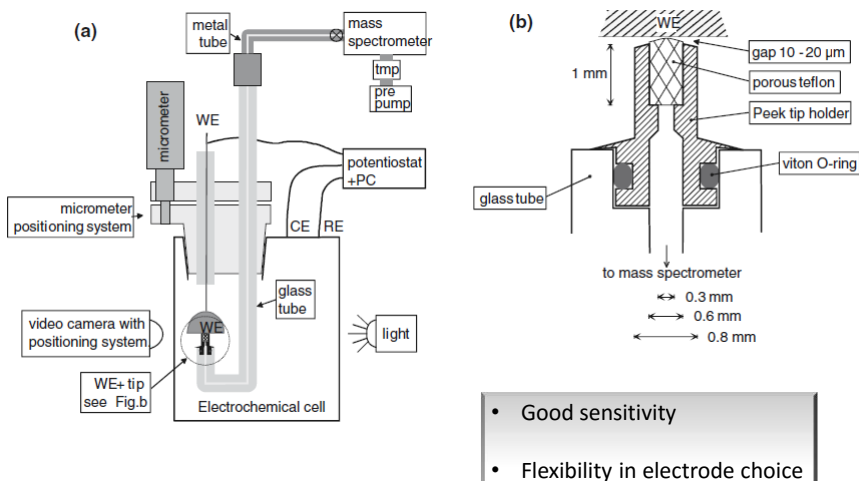 (a)
metal
tube
mass
spectrometer
tmp
pre
pump
micrometer
WE
potentiostat
+PC
micrometer
positioning system
CE
RE
glass
tube
video camera with
positioning system
WE
light
WE+ tip
see Fig.b
Electrochemical cell
(b)
WE
gap 10 - 20 µm
1 mm
porous teflon
Peek tip holder
viton O-ring
glass tube
to mass spectrometer
0.3 mm
0.6 mm
0.8 mm
• Good sensitivity
• Flexibility in electrode choice